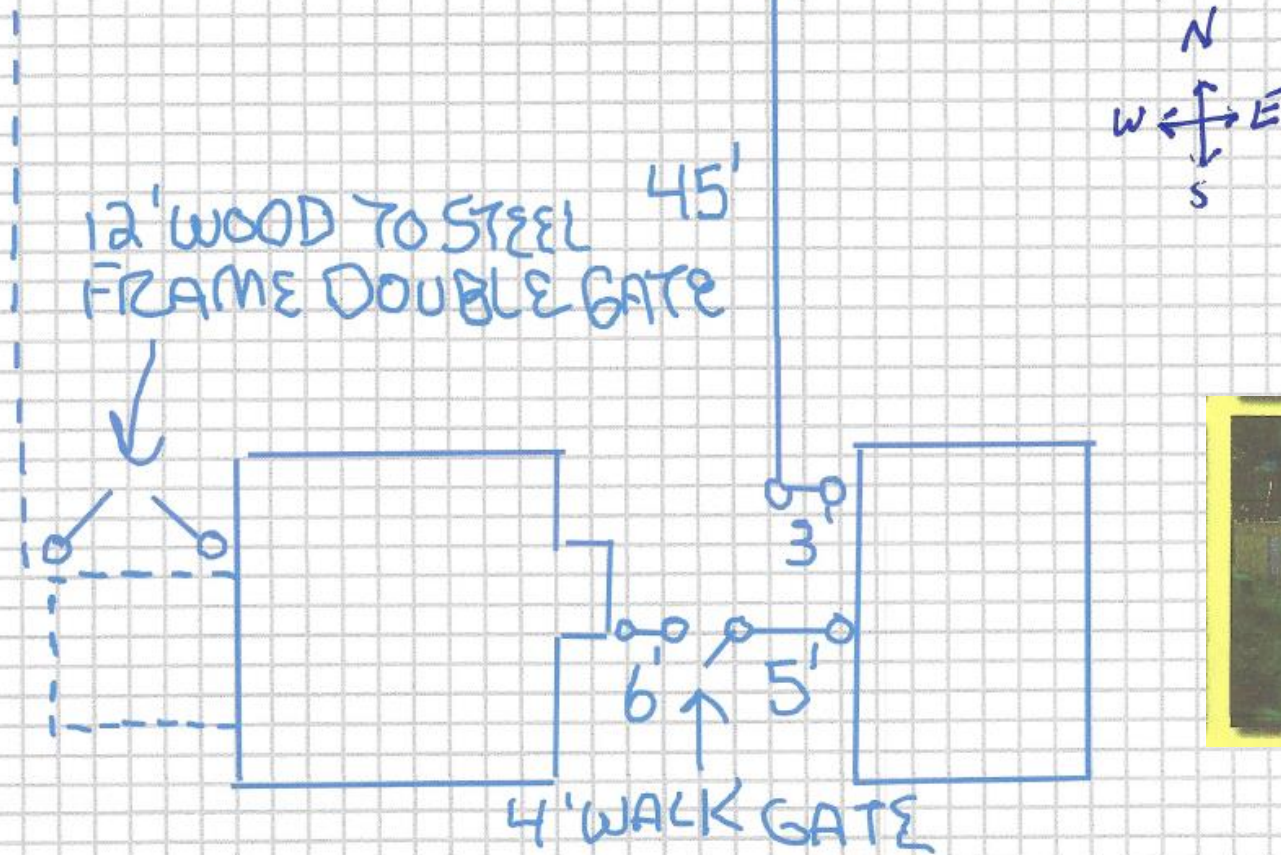 N
W E
S
45'
12' WOOD TO STEEL
FRAME DOUBLE GATE
3'
6' 5'
4' WALK GATE